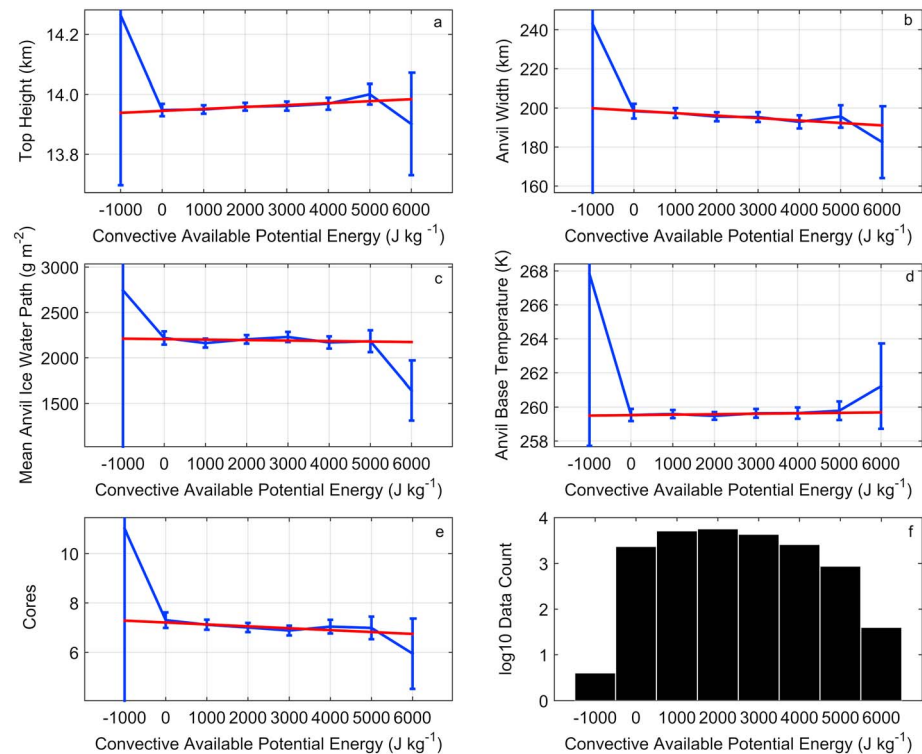 a
14.2
14.0
13.8
Top Height (km)
-1000 0 1000 2000 3000 4000 5000 6000
Convective Available Potential Energy (J kg -1)
b
240
220
200
180
160
Anvil Width (km)
-1000 0 1000 2000 3000 4000 5000 6000
Convective Available Potential Energy (J kg -1)
c
3000
2500
2000
1500
Mean Anvil Ice Water Path (g m-2)
-1000 0 1000 2000 3000 4000 5000 6000
Convective Available Potential Energy (J kg-1)
d
268
266
264
262
260
258
Anvil Base Temperature (K)
-1000 0 1000 2000 3000 4000 5000 6000
Convective Available Potential Energy (J kg-1)
e
10
8
6
Cores
-1000 0 1000 2000 3000 4000 5000 6000
Convective Available Potential Energy (J kg-1)
f
4
3
2
1
0
log10 Data Count
-1000 0 1000 2000 3000 4000 5000 6000
Convective Available Potential Energy (J kg-1)